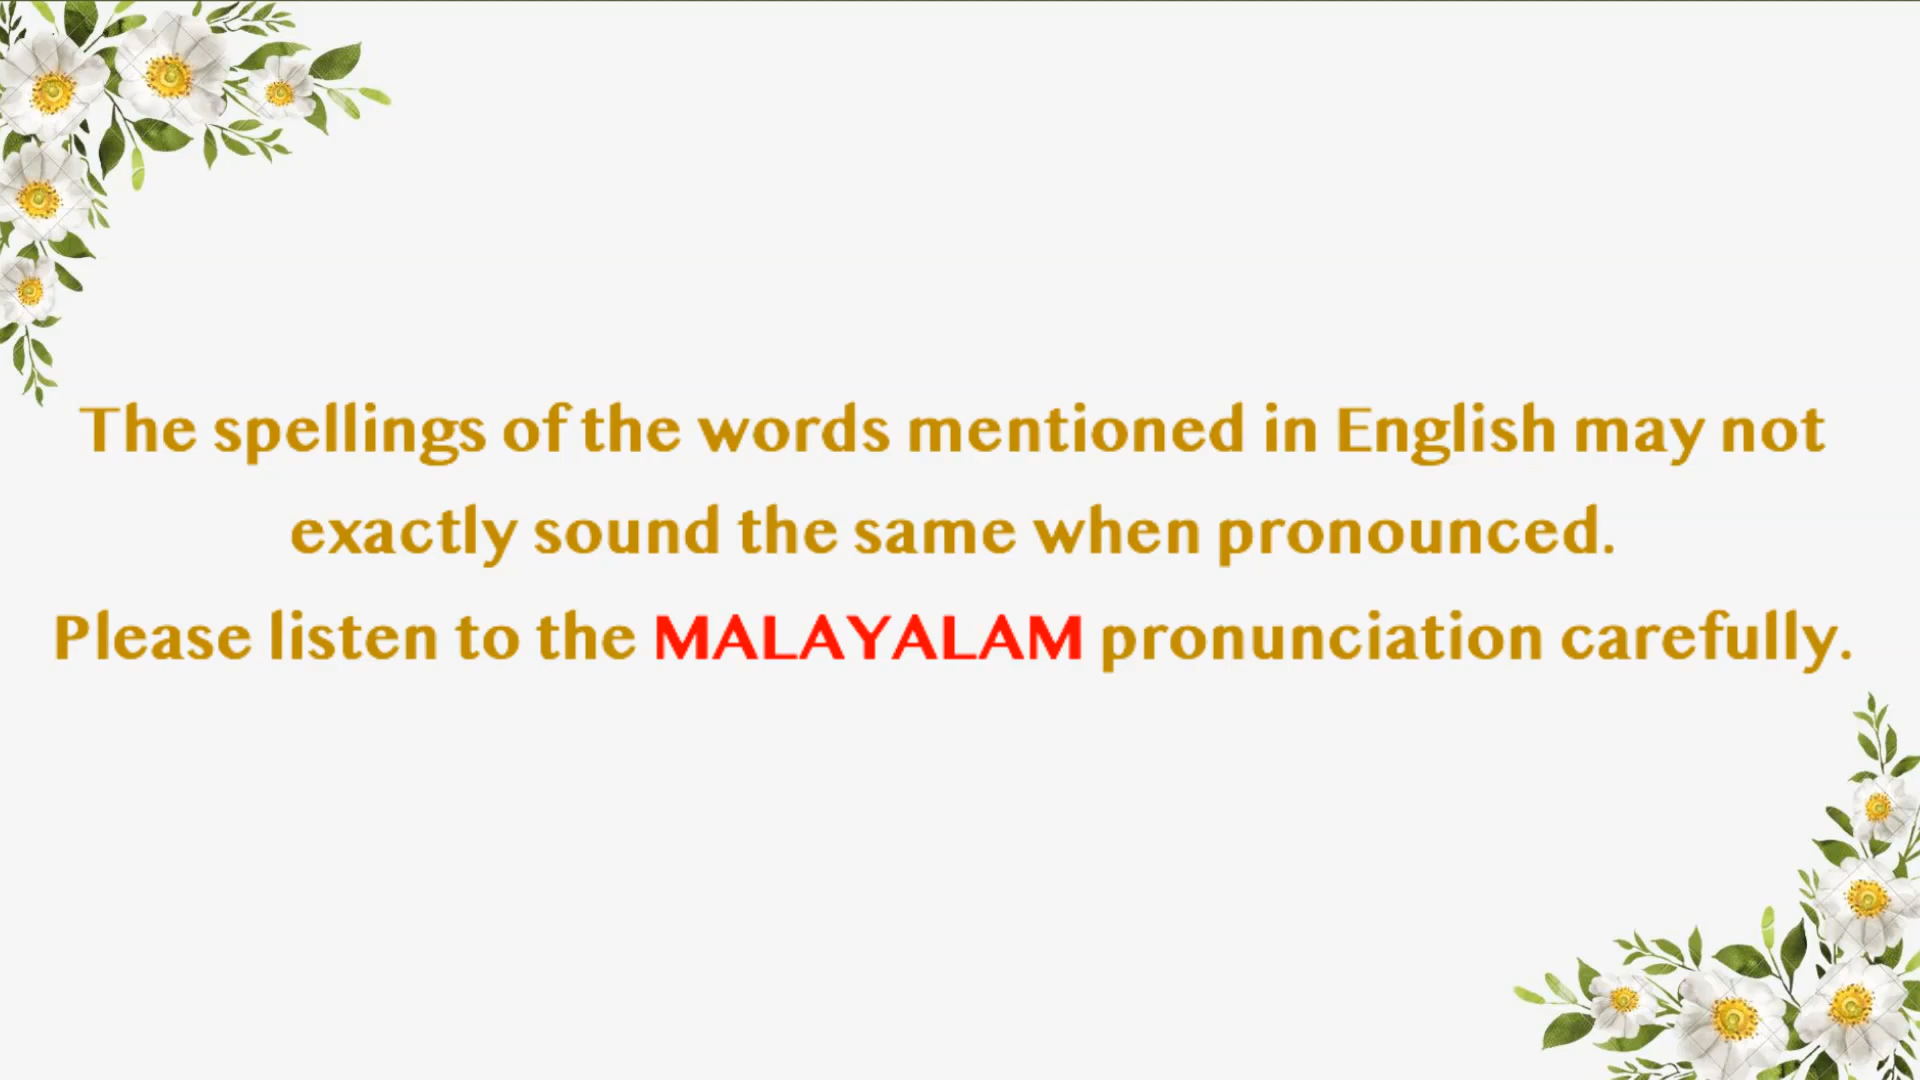 The spellings of the words mentioned in English may not
exactly sound the same when pronounced.
Please listen to the MALAYALAM pronunciation carefully.